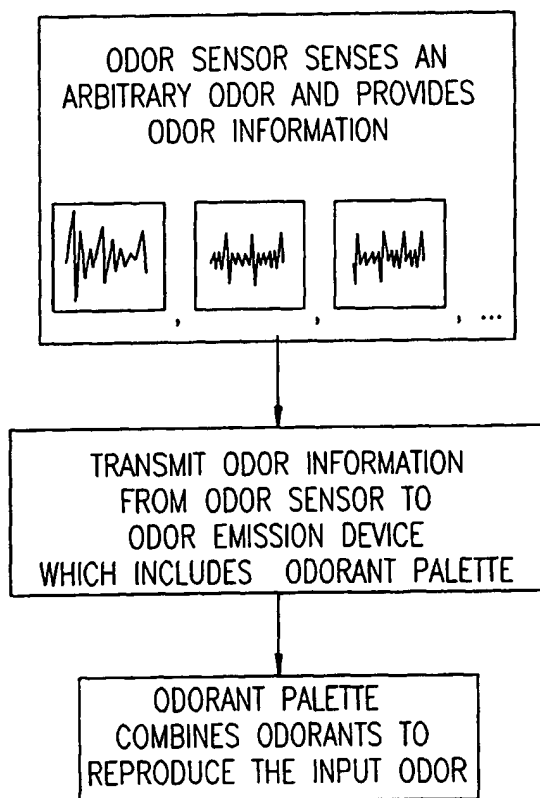 ODOR SENSOR SENSES AN
ARBITRARY ODOR AND PROVIDES
ODOR INFORMATION
, , , ...
TRANSMIT ODOR INFORMATION
FROM ODOR SENSOR TO
ODOR EMISSION DEVICE
WHICH INCLUDES ODORANT PALETTE
ODORANT PALETTE
COMBINES ODORANTS TO
REPRODUCE THE INPUT ODOR